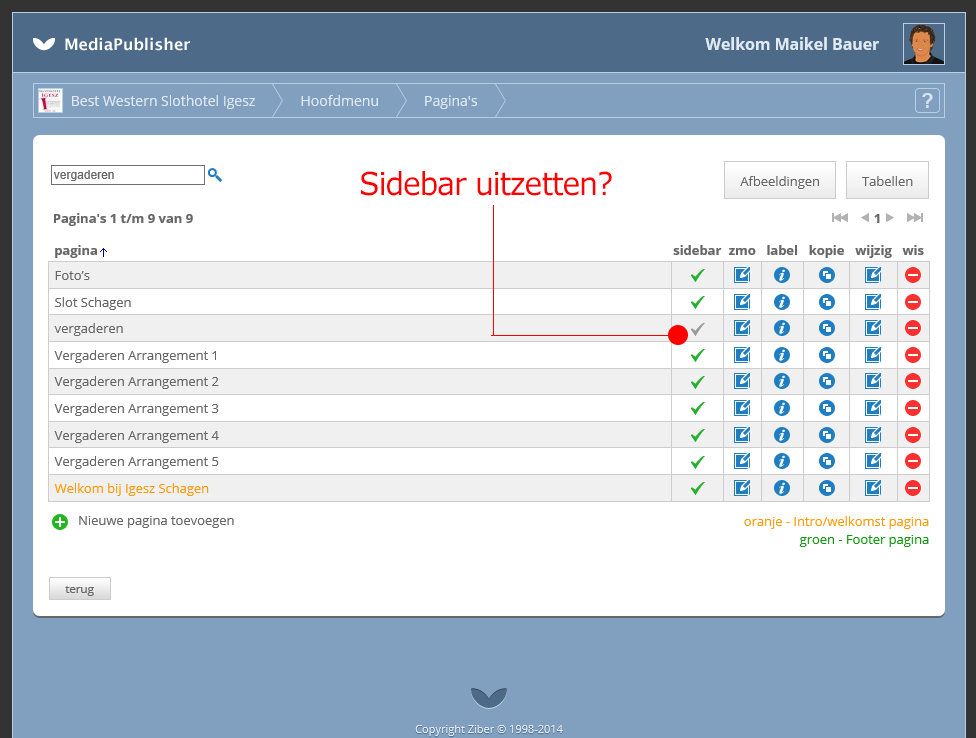 MediaPublisher
Welkom Maikel Bauer
IGESZ
Best Western Slothotel Igesz
Hoofdmenu
Pagina's
?
vergaderen
Sidebar uitzetten?
Afbeeldingen
Tabellen
Pagina's 1 t/m 9 van 9
1
pagina sidebar zmo label kopie wijzig wis
Foto’s
Slot Schagen
vergaderen
Vergaderen Arrangement 1
Vergaderen Arrangement 2
Vergaderen Arrangement 3
Vergaderen Arrangement 4
Vergaderen Arrangement 5
Welkom bij Igesz Schagen
Nieuwe pagina toevoegen
oranje - Intro/welkomst pagina
groen - Footer pagina
terug
Copyright Ziber © 1998-2014